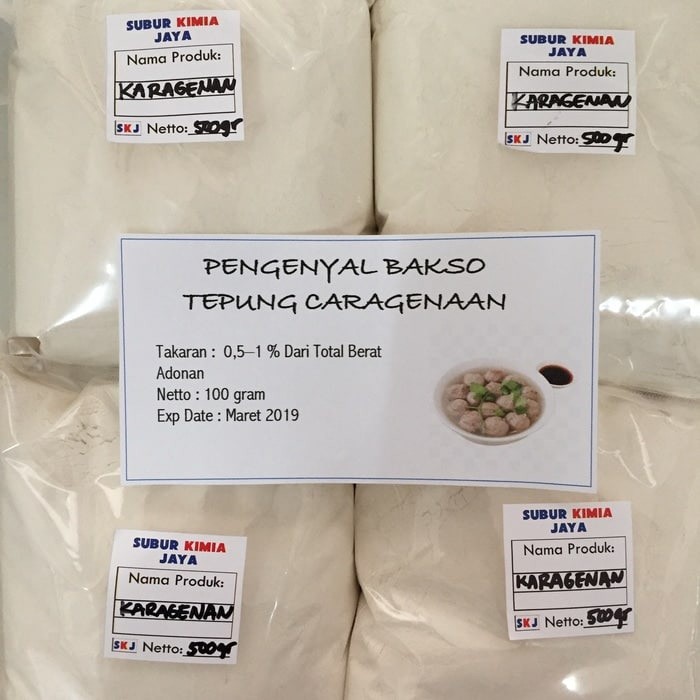 SUBUR KIMIA
JAYA
Nama Produk:
KARAGENAN
SKJ Netto: 500gr
SUBUR KIMIA
JAYA
Nama Produk:
KARAGENAN
SKJ Netto: 500gr
PENGENYAL BAKSO
TEPUNG CARAGENAAN
Takaran : 0,5–1 % Dari Total Berat
Adonan
Netto : 100 gram
Exp Date : Maret 2019
SUBUR KIMIA
JAYA
Nama Produk:
KARAGENAN
SKJ Netto: 500gr
SUBUR KIMIA
JAYA
Nama Produk:
KARAGENAN
SKJ Netto: 500gr